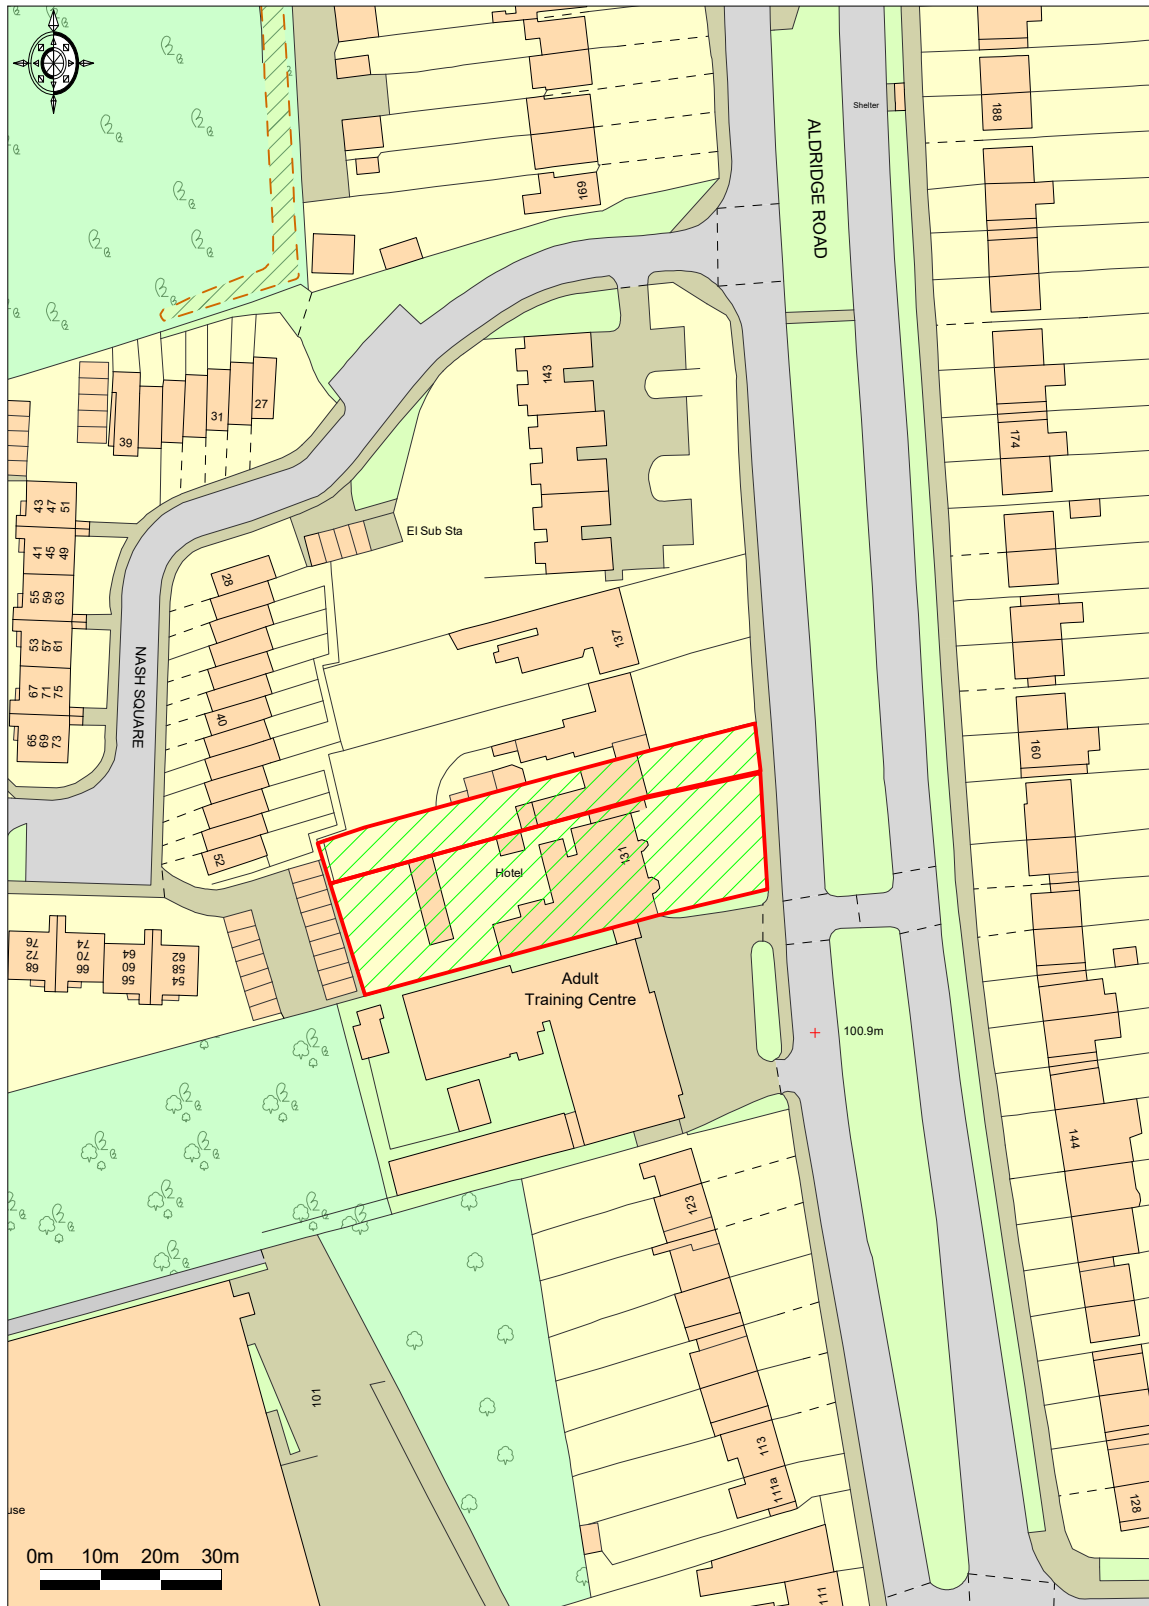 Shelter
188
ALDRIDGE ROAD
169
143
174
39
31
27
43 47 51
41 45 49
55 59 63
53 57 61
67 71 75
65 69 73
El Sub Sta
28
137
NASH SQUARE
40
160
52
Hotel
131
76 72 68
74 70 66
64 60 56
62 58 54
Adult
Training Centre
100.9m
144
123
101
113
111a
128
use
111
0m 10m 20m 30m